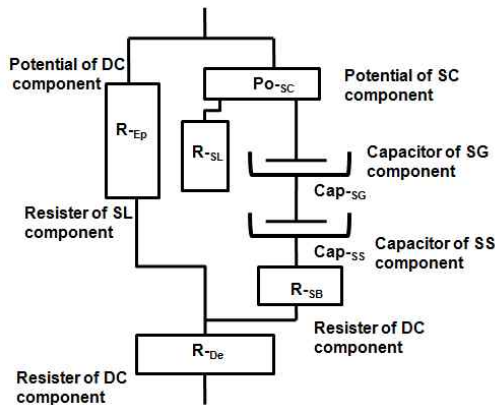 Potential of DC
component
Po-SC
Potential of SC
component
R-Ep
R-SL
Capacitor of SG
component
Cap-SG
Resister of SL
component
Cap-SS
Capacitor of SS
component
R-SB
Resister of DC
component
R-De
Resister of DC
component